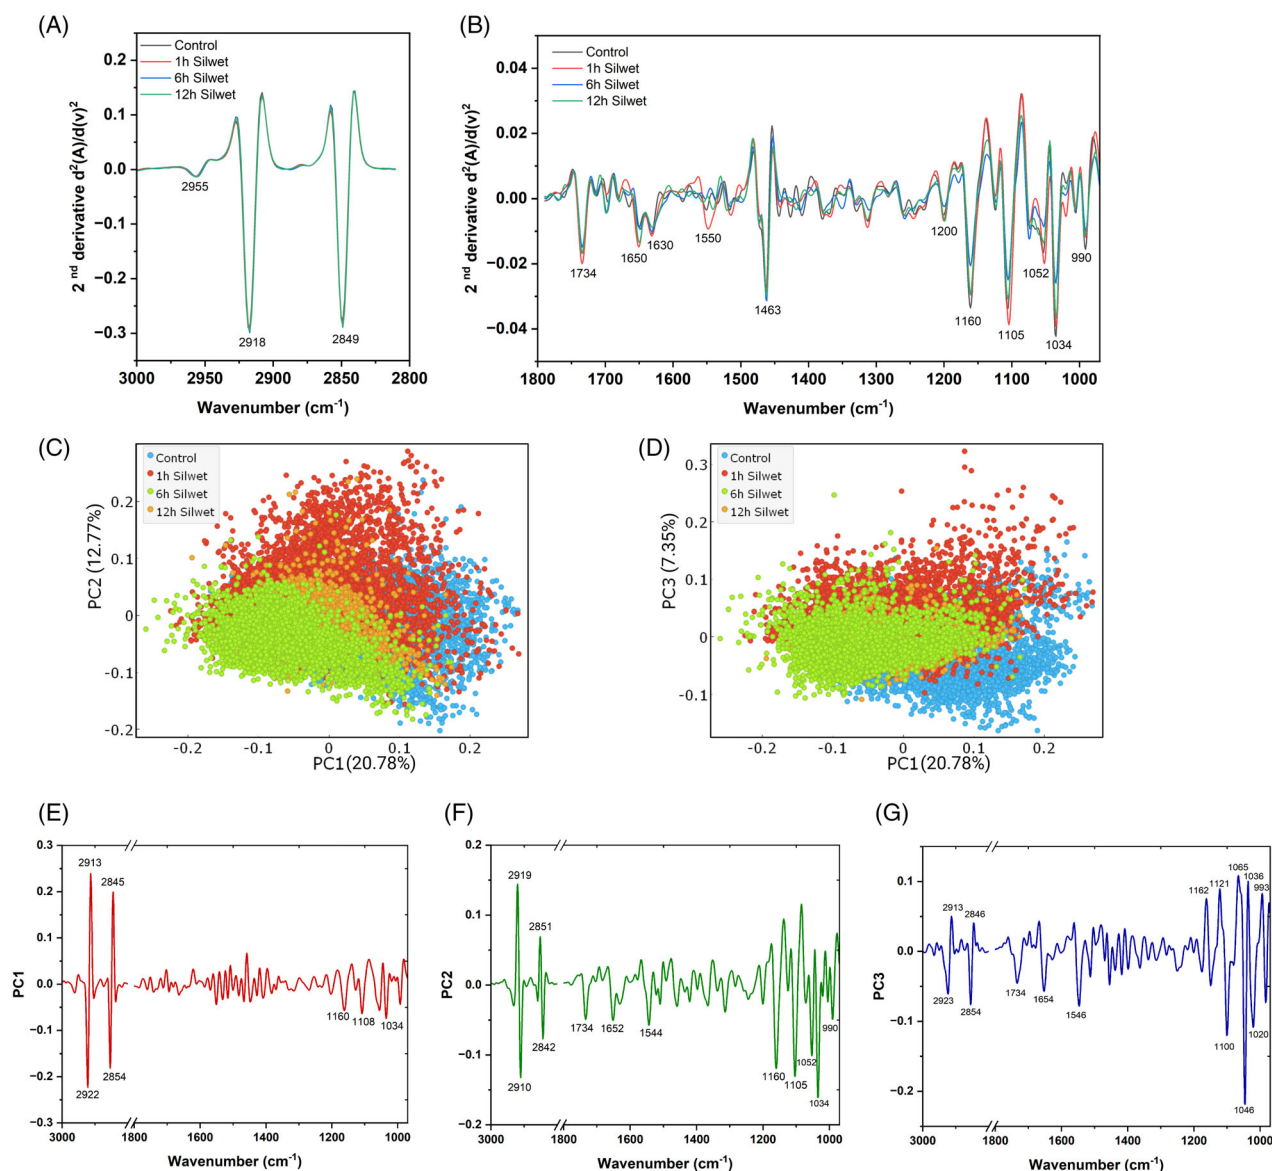 (A)
Control
1h Silwet
6h Silwet
12h Silwet
0.2
0.1
0.0
−0.1
−0.2
−0.3
2 nd derivative d²(A)/d(v)²
2955
2918
2849
3000 2950 2900 2850 2800
Wavenumber (cm⁻¹)
(B)
Control
1h Silwet
6h Silwet
12h Silwet
0.04
0.02
0.00
−0.02
−0.04
2 nd derivative d²(A)/d(v)²
1734
1650
1630
1550
1463
1200
1160
1105
1052
1034
990
1800 1700 1600 1500 1400 1300 1200 1100 1000
Wavenumber (cm⁻¹)
(C)
Control
1h Silwet
6h Silwet
12h Silwet
0.2
0.1
0
-0.1
-0.2
PC2 (12.77%)
-0.2 -0.1 0 0.1 0.2
PC1(20.78%)
(D)
Control
1h Silwet
6h Silwet
12h Silwet
0.3
0.2
0.1
0
-0.1
PC3 (7.35%)
-0.2 -0.1 0 0.1 0.2
PC1(20.78%)
(E)
0.3
0.2
0.1
0.0
−0.1
−0.2
−0.3
PC1
2913
2845
2922
2854
1160
1108
1034
3000 1800 1600 1400 1200 1000
Wavenumber (cm⁻¹)
(F)
0.2
0.1
0.0
−0.1
−0.2
PC2
2919
2851
2910
2842
1734
1652
1544
1160
1105
1052
1034
990
3000 1800 1600 1400 1200 1000
Wavenumber (cm⁻¹)
(G)
0.1
0.0
−0.1
−0.2
PC3
2913
2846
2923
2854
1734
1654
1546
1162
1121
1065
1036
993
1100
1046
1020
3000 1800 1600 1400 1200 1000
Wavenumber (cm⁻¹)